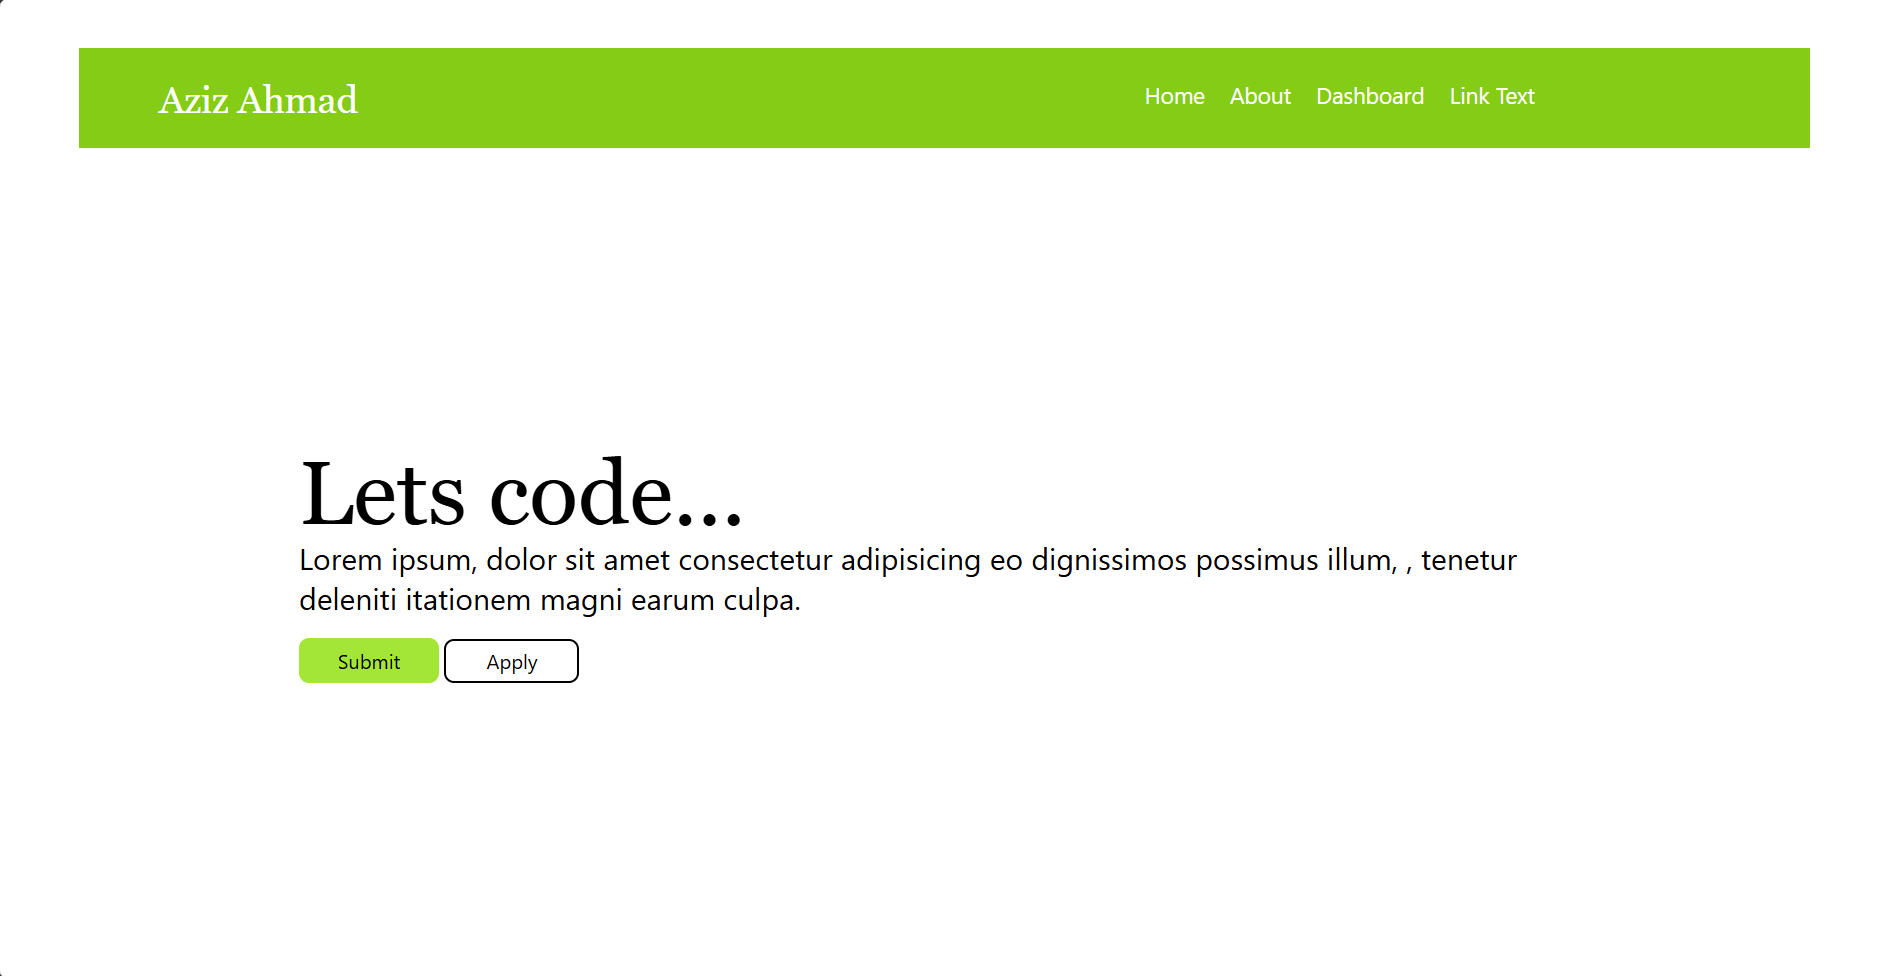 Aziz Ahmad
Home About Dashboard Link Text
Lets code...
Lorem ipsum, dolor sit amet consectetur adipisicing eo dignissimos possimus illum, , tenetur
deleniti itationem magni earum culpa.
Submit Apply